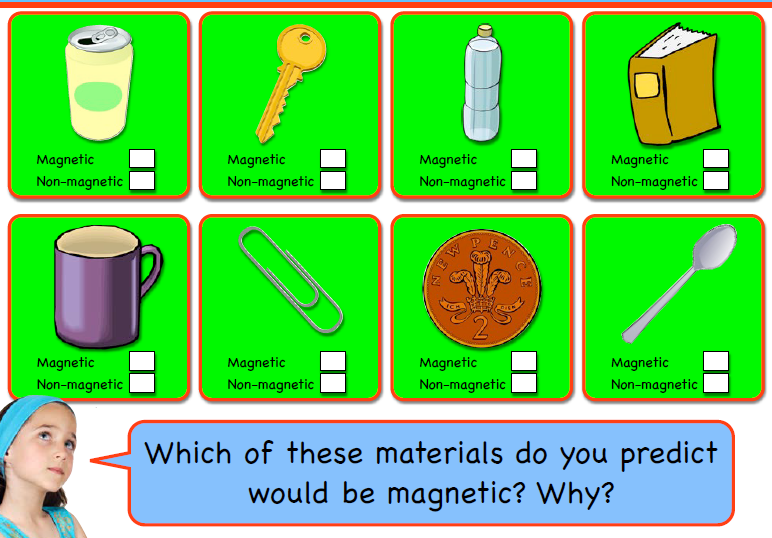 Magnetic
Non-magnetic
Magnetic
Non-magnetic
Magnetic
Non-magnetic
Magnetic
Non-magnetic
NEW PENCE
ICH DIEN
2
Magnetic
Non-magnetic
Magnetic
Non-magnetic
Magnetic
Non-magnetic
Magnetic
Non-magnetic
Which of these materials do you predict
would be magnetic? Why?